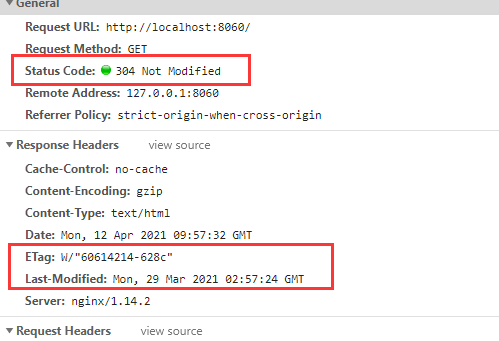 General
Request URL: http://localhost:8060/
Request Method: GET
Status Code: 304 Not Modified
Remote Address: 127.0.0.1:8060
Referrer Policy: strict-origin-when-cross-origin
Response Headers view source
Cache-Control: no-cache
Content-Encoding: gzip
Content-Type: text/html
Date: Mon, 12 Apr 2021 09:57:32 GMT
ETag: W/"60614214-628c"
Last-Modified: Mon, 29 Mar 2021 02:57:24 GMT
Server: nginx/1.14.2
Request Headers view source